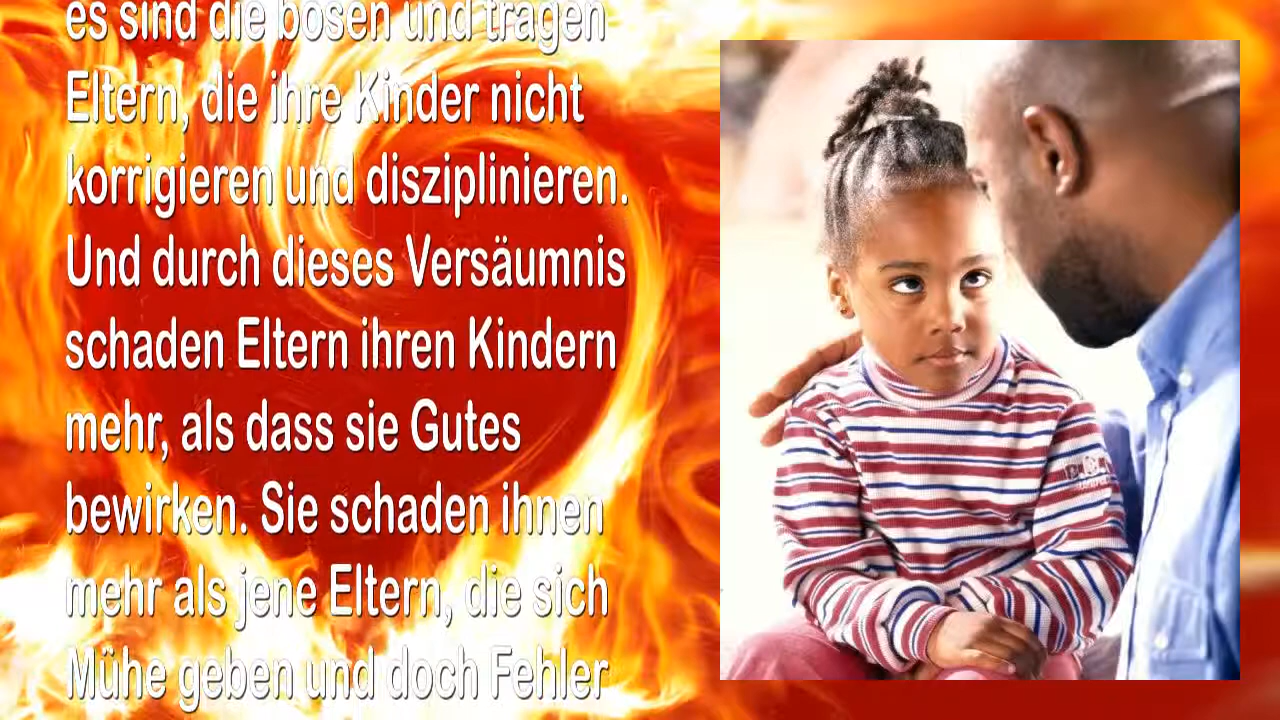 es sind die bösen und trägen
Eltern, die ihre Kinder nicht
korrigieren und disziplinieren.
Und durch dieses Versäumnis
schaden Eltern ihren Kindern
mehr, als dass sie Gutes
bewirken. Sie schaden ihnen
mehr als jene Eltern, die sich
Mühe geben und doch Fehler